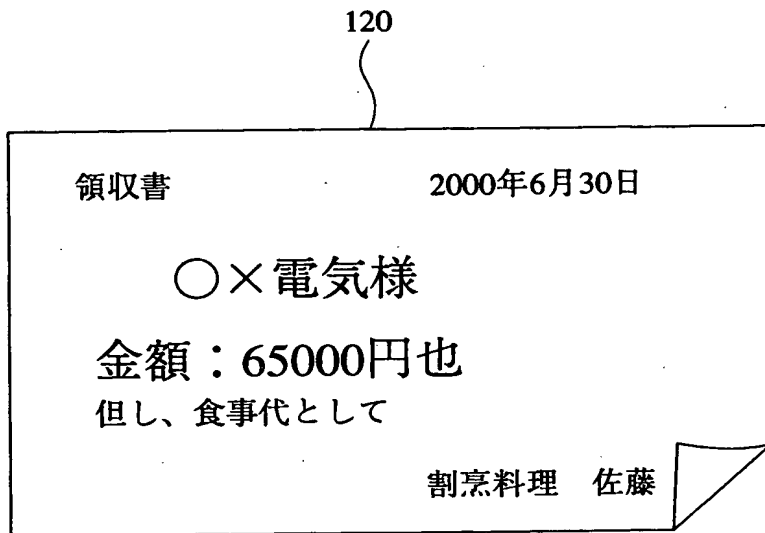 120
領収書 2000年6月30日
○×電気様
金額：65000円也
但し、食事代として
割烹料理 佐藤